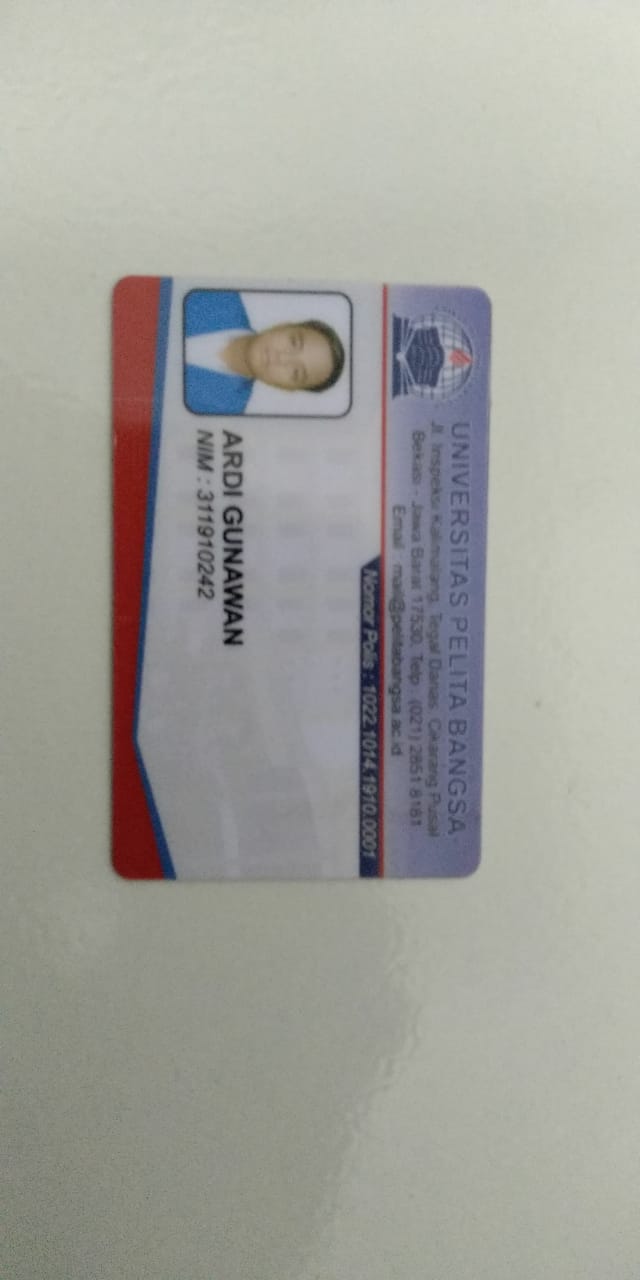 UNIVERSITAS PELITA BANGSA
Jl. Inspeksi Kalimalang, Tegal Danas, Cikarang Pusat
Bekasi - Jawa Barat 17530, Telp : (021) 2851 8181
Email : mail@pelitabangsa.ac.id
Nomor Polis : 1022.1014.1910.0001
ARDI GUNAWAN
NIM : 311910242